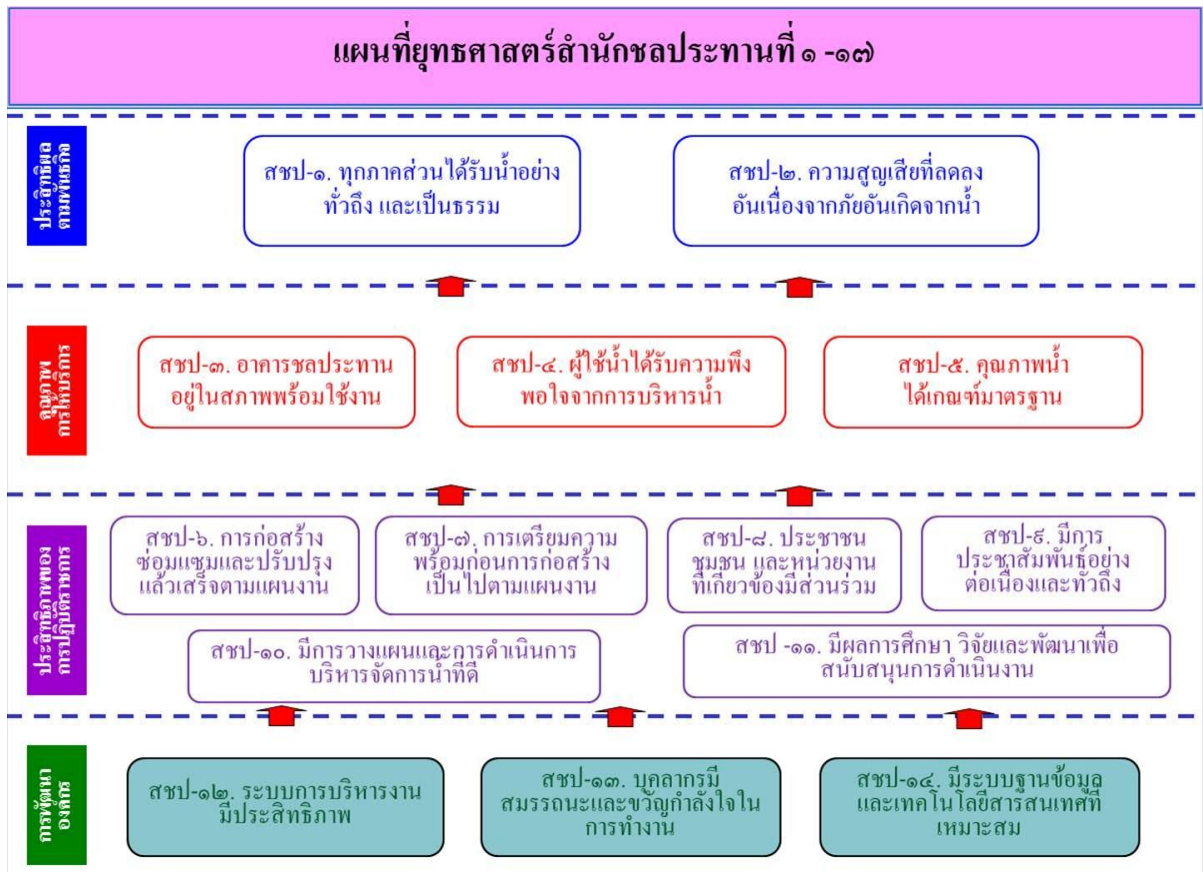 แผนที่ยุทธศาสตร์สำนักชลประทานที่ ๑ -๑๗
ประสิทธิผล
ตามพันธกิจ
สชป-๑. ทุกภาคส่วนได้รับน้ำอย่าง
ทั่วถึง และเป็นธรรม
สชป-๒. ความสูญเสียที่ลดลง
อันเนื่องจากภัยอันเกิดจากน้ำ
คุณภาพ
การให้บริการ
สชป-๓. อาคารชลประทาน
อยู่ในสภาพพร้อมใช้งาน
สชป-๔. ผู้ใช้น้ำได้รับความพึง
พอใจจากการบริหารน้ำ
สชป-๕. คุณภาพน้ำ
ได้เกณฑ์มาตรฐาน
ประสิทธิภาพของ
การปฏิบัติราชการ
สชป-๖. การก่อสร้าง
ซ่อมแซมและปรับปรุง
แล้วเสร็จตามแผนงาน
สชป-๗. การเตรียมความ
พร้อมก่อนการก่อสร้าง
เป็นไปตามแผนงาน
สชป-๘. ประชาชน
ชุมชน และหน่วยงาน
ที่เกี่ยวข้องมีส่วนร่วม
สชป-๙. มีการ
ประชาสัมพันธ์อย่าง
ต่อเนื่องและทั่วถึง
สชป-๑๐. มีการวางแผนและการดำเนินการ
บริหารจัดการน้ำที่ดี
สชป -๑๑. มีผลการศึกษา วิจัยและพัฒนาเพื่อ
สนับสนุนการดำเนินงาน
การพัฒนา
องค์กร
สชป-๑๒. ระบบการบริหารงาน
มีประสิทธิภาพ
สชป-๑๓. บุคลากรมี
สมรรถนะและขวัญกำลังใจใน
การทำงาน
สชป-๑๔. มีระบบฐานข้อมูล
และเทคโนโลยีสารสนเทศที่
เหมาะสม